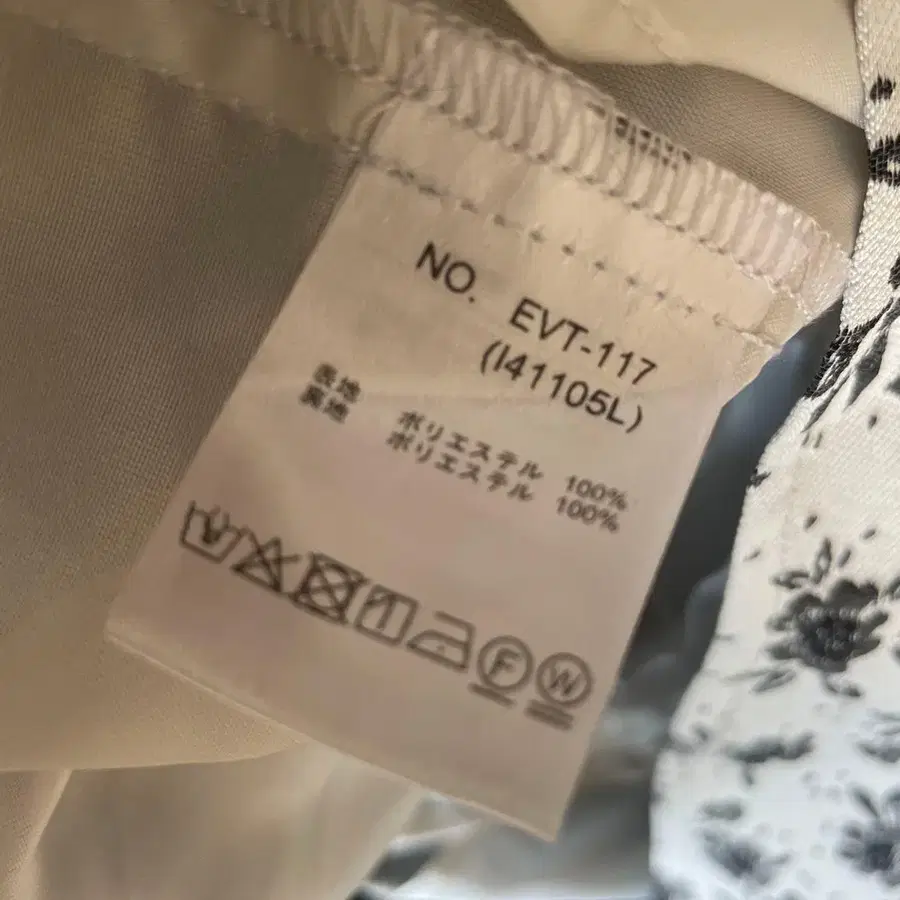 NO. EVT-117
(I41105L)
表地 ポリエステル 100%
裏地 ポリエステル 100%
F W